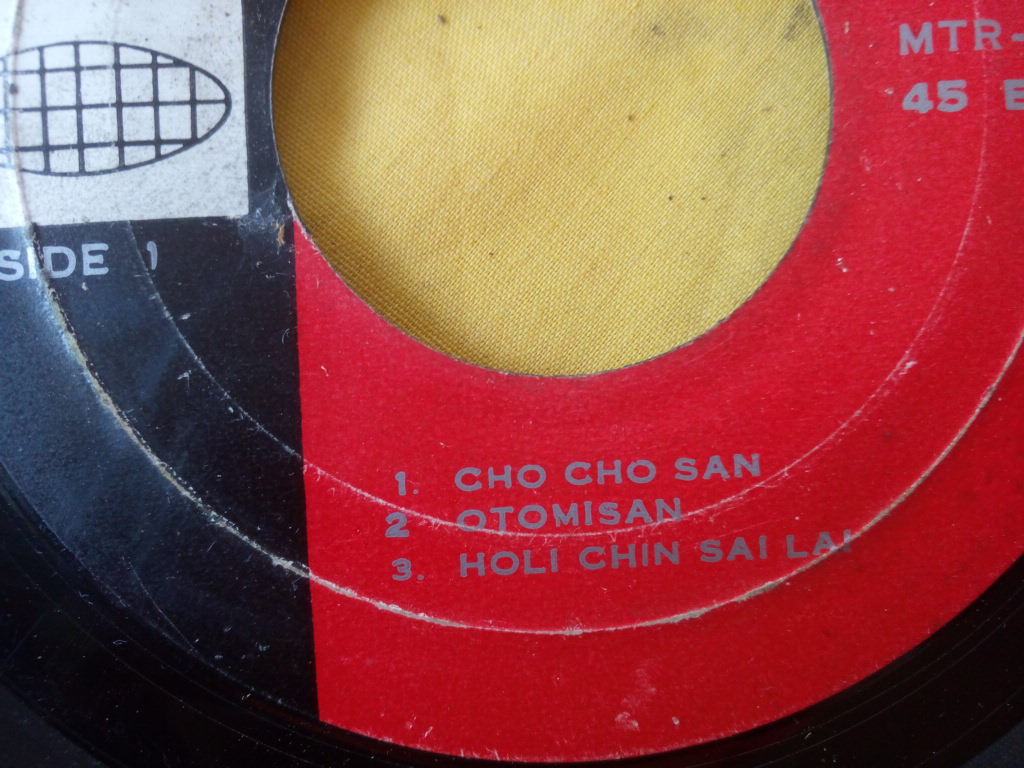 MTR-
45 E
SIDE 1
1. CHO CHO SAN
2 OTOMISAN
3. HOLI CHIN SAI LAI